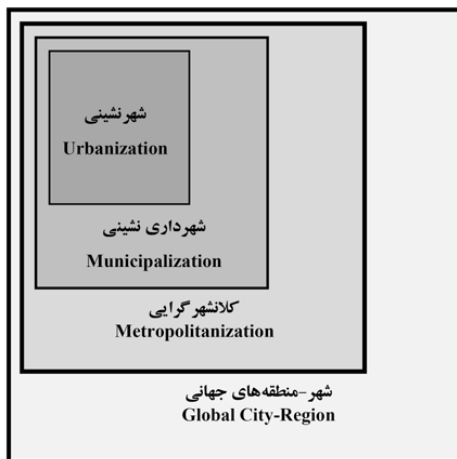 شهرنشینی
Urbanization
شهرداری نشینی
Municipalization
کلانشهرگرایی
Metropolitanization
شهر-منطقه‌های جهانی
Global City-Region